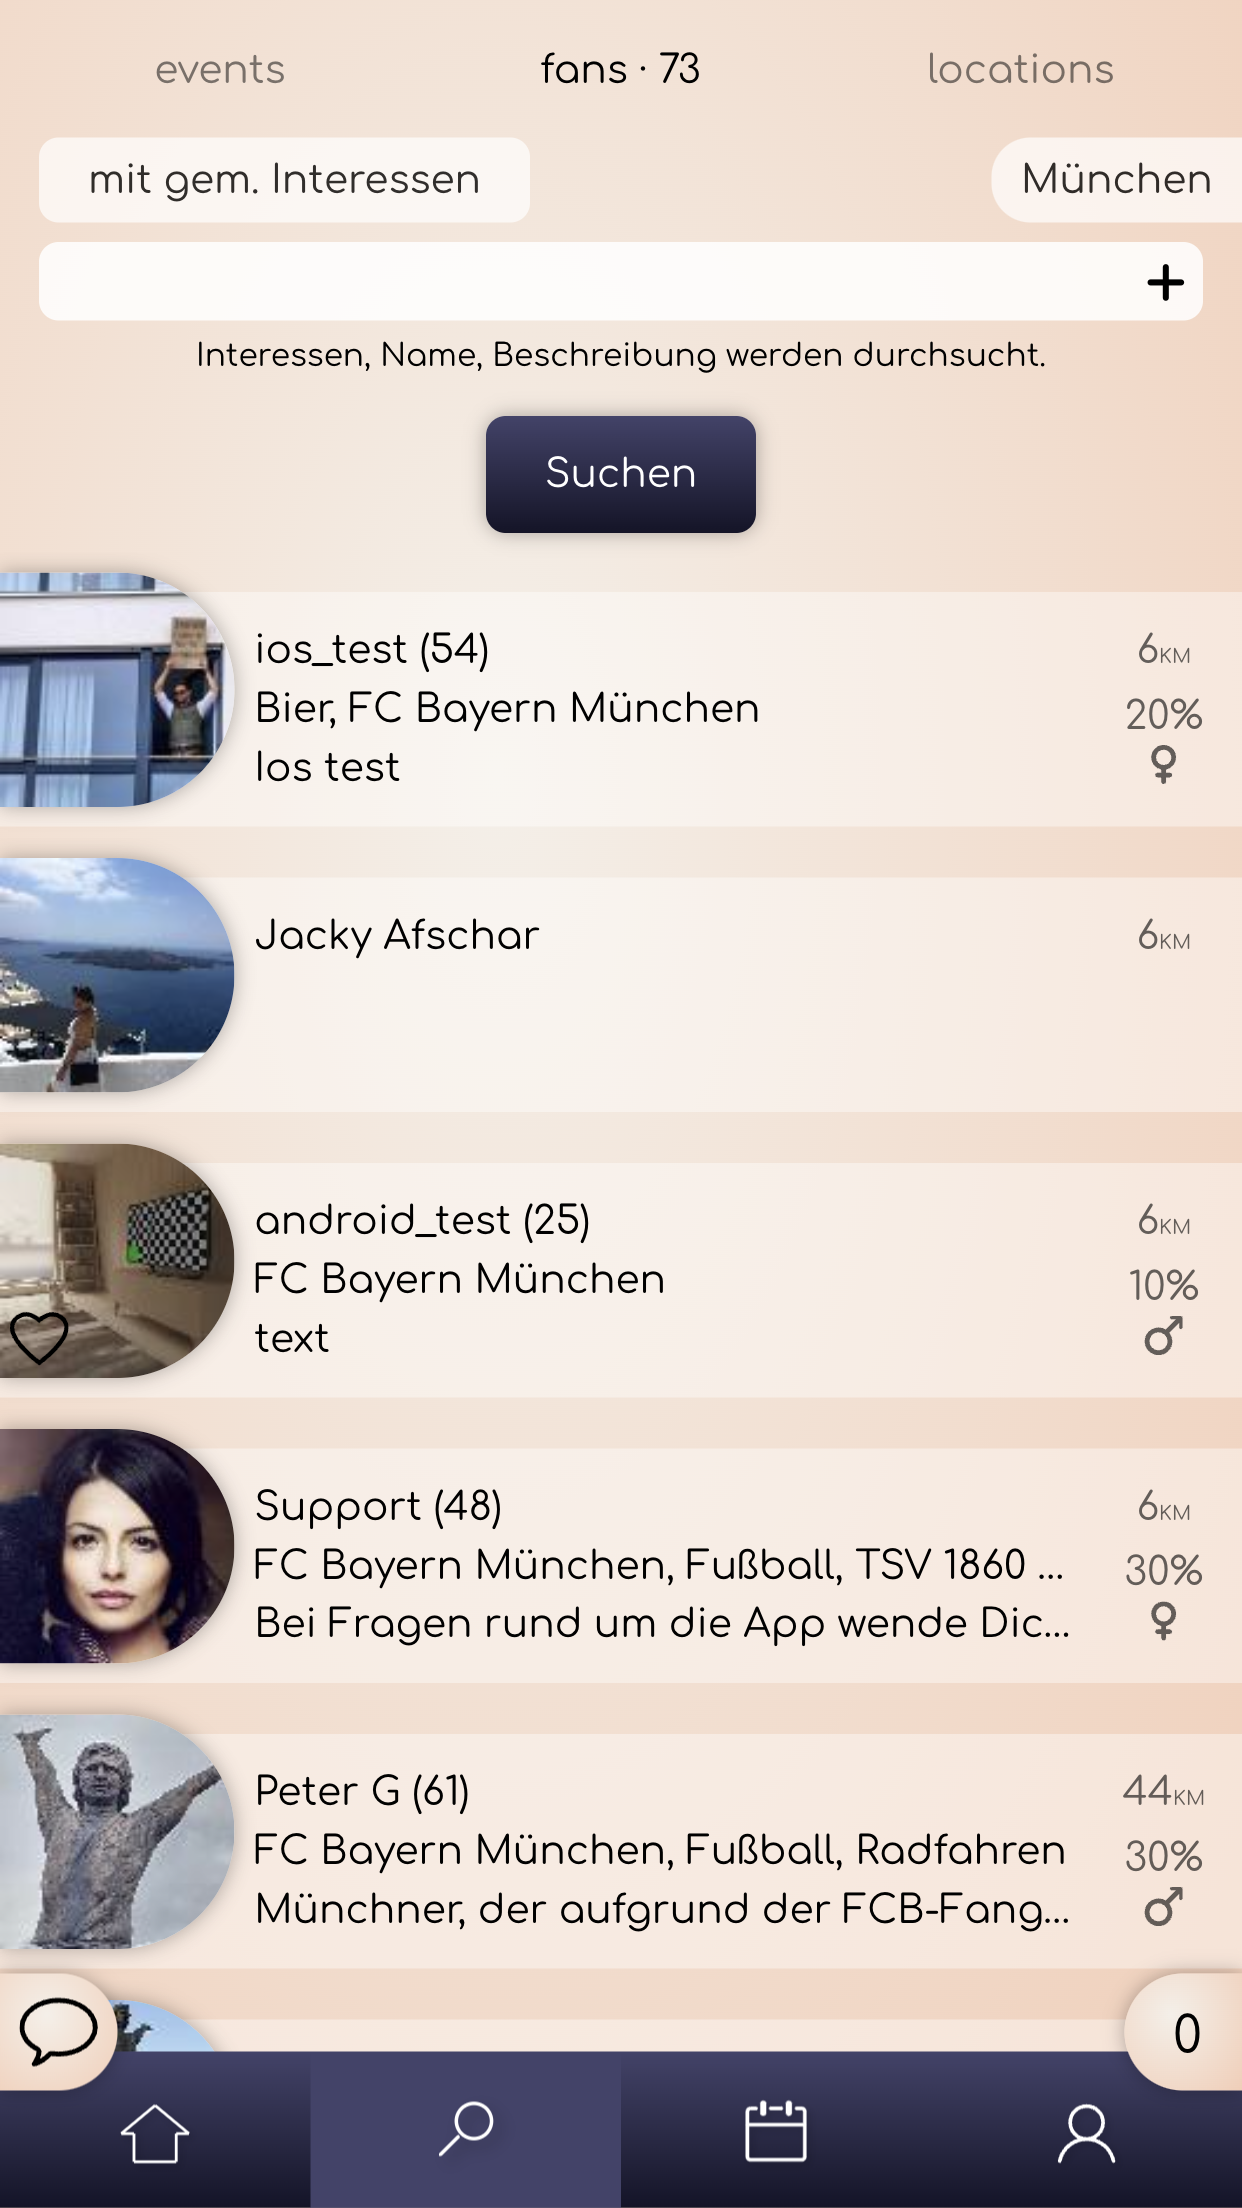 events fans · 73 locations
mit gem. Interessen München
Interessen, Name, Beschreibung werden durchsucht.
Suchen
ios_test (54) 6KM
Bier, FC Bayern München 20%
Ios test
Jacky Afschar 6KM
android_test (25) 6KM
FC Bayern München 10%
text
Support (48) 6KM
FC Bayern München, Fußball, TSV 1860 ... 30%
Bei Fragen rund um die App wende Dic...
Peter G (61) 44KM
FC Bayern München, Fußball, Radfahren 30%
Münchner, der aufgrund der FCB-Fang...
0